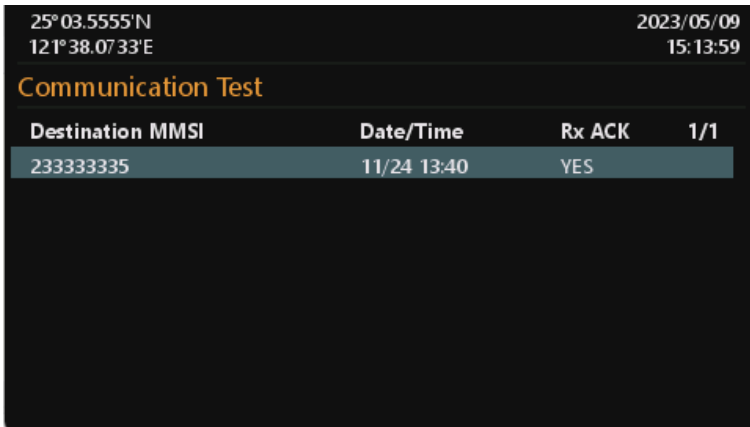 25°03.5555'N 2023/05/09
121°38.0733'E 15:13:59
Communication Test
Destination MMSI Date/Time Rx ACK 1/1
233333335 11/24 13:40 YES